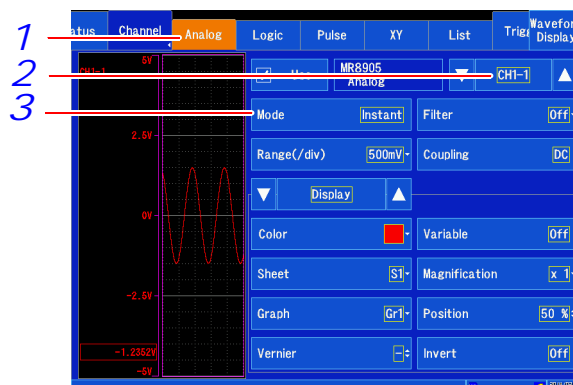 1
2
3
atus Channel Analog Logic Pulse XY List Trig Waveform Display
CH1-1
5V
2.5V
0V
-2.5V
-1.2352V
-5V
Use MR8905 Analog ▼ CH1-1 ▲
Mode Instant Filter Off
Range(/div) 500mV Coupling DC
▼ Display ▲
Color Variable Off
Sheet S1 Magnification x 1
Graph Gr1 Position 50 %
Vernier - Invert Off